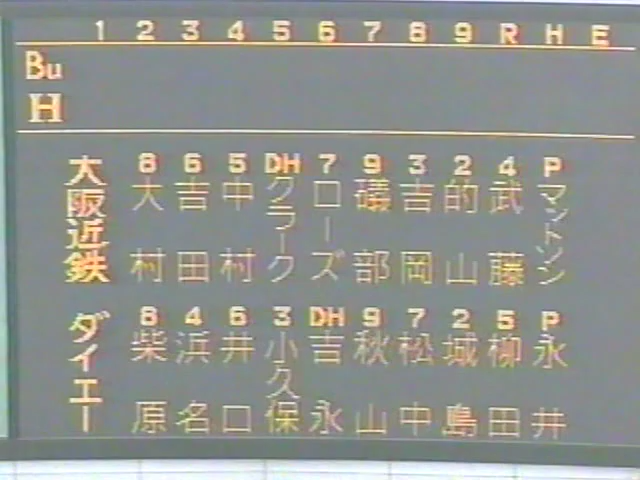 1 2 3 4 5 6 7 8 9 R H E
Bu
H
大阪近鉄
8 6 5 DH 7 9 3 2 4 P
大村 吉田 中村 クラーク ローズ 礒部 吉岡 的山 武藤 マントソン
ダイエー
8 4 6 3 DH 9 7 2 5 P
柴原 浜名 井口 小久保 吉永 秋山 松中 城島 柳田 永井